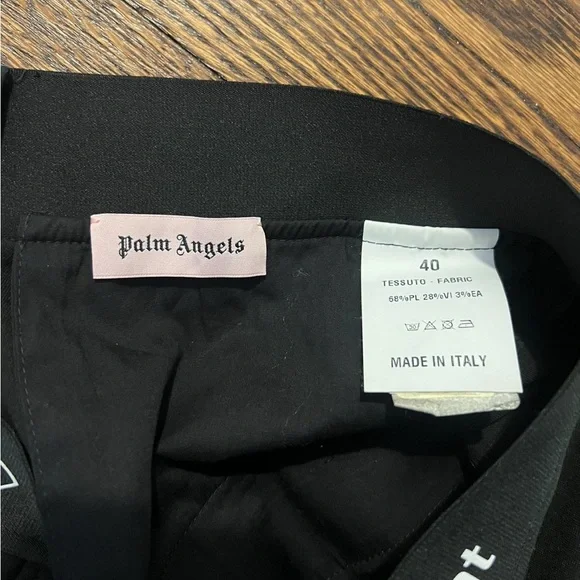 Palm Angels
40
TESSUTO - FABRIC
68%PL 28%VI 3%EA
MADE IN ITALY